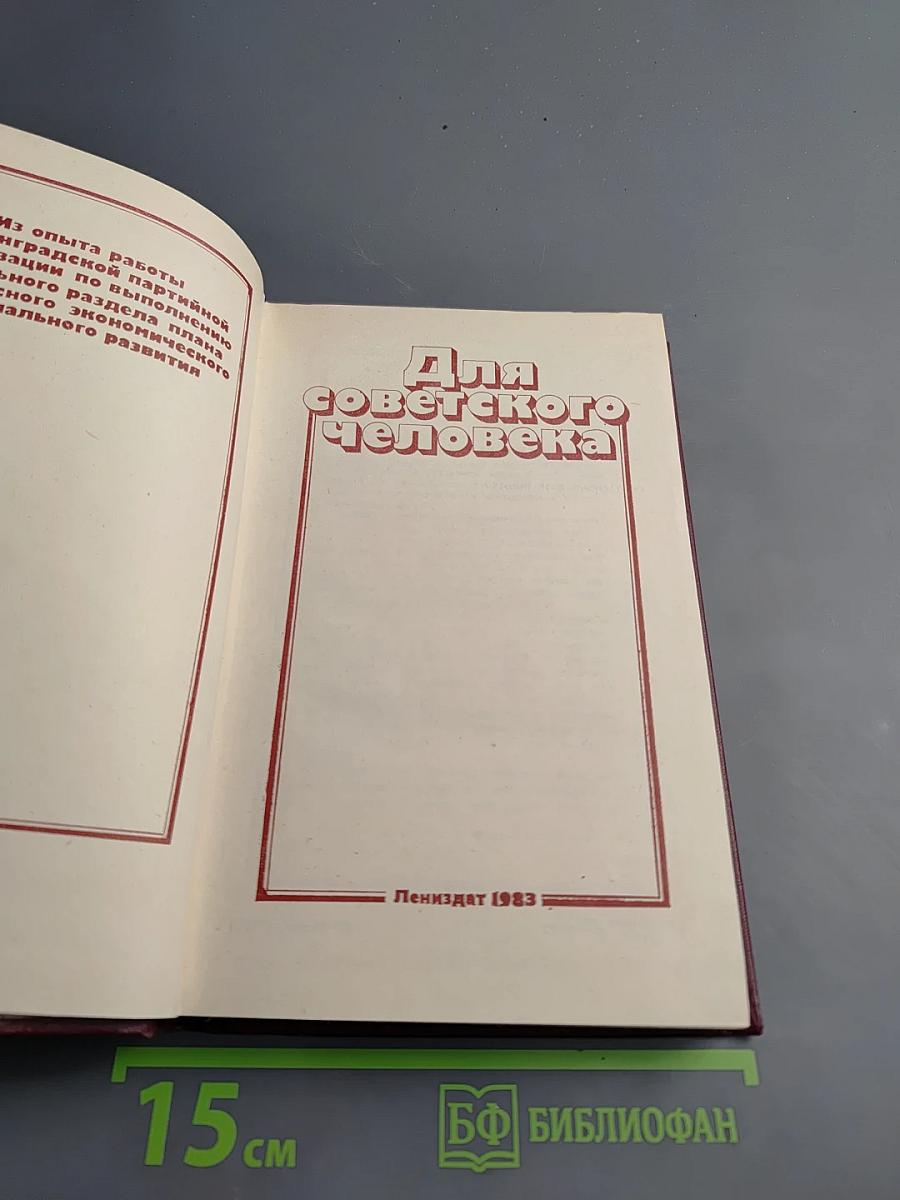 Из опыта работы
нградской партийной
зации по выполнению
ьного раздела плана
сного экономического
иального развития
Для
советского
человека
Лениздат 1983
15 см
БФ БИБЛИОФАН